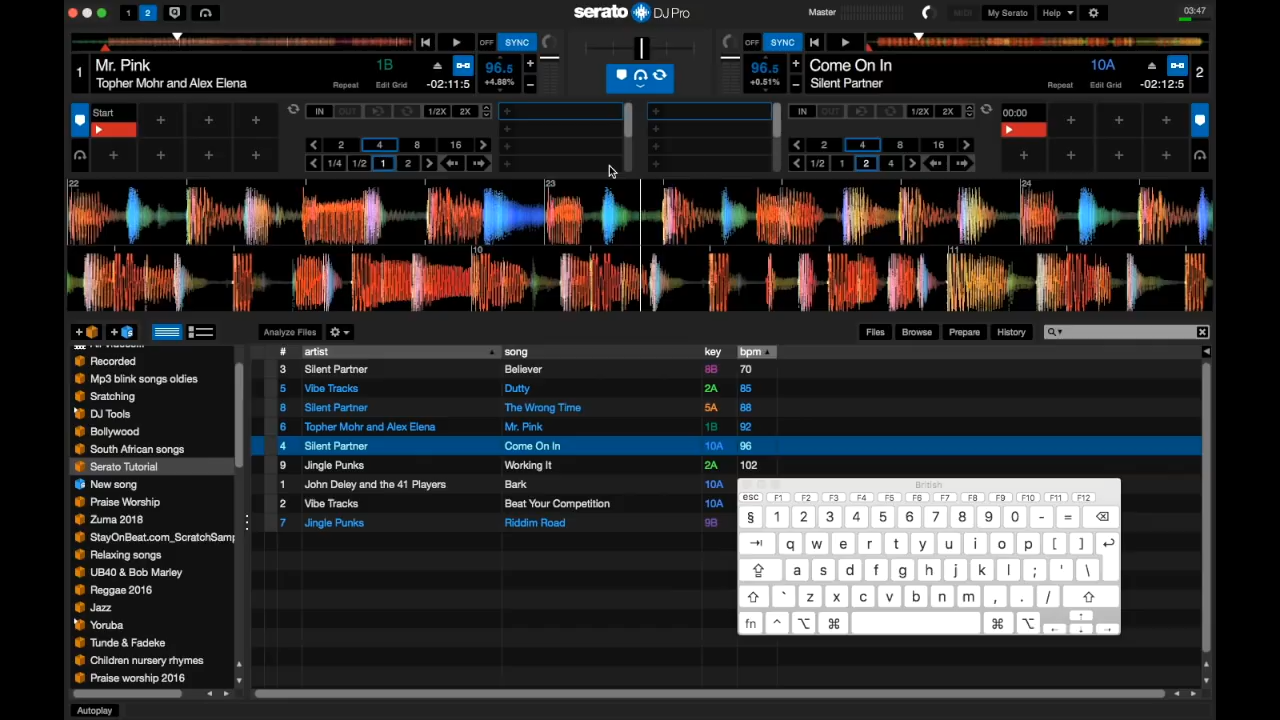 1 2 serato DJ Pro Master MIDI My Serato Help 03:47
OFF SYNC OFF SYNC
1 Mr. Pink 1B 96.5 +4.88% 96.5 +0.51% Come On In 10A 2
Topher Mohr and Alex Elena Repeat Edit Grid -02:11:5 Silent Partner Repeat Edit Grid -02:12:5
Start IN OUT 1/2X 2X IN OUT 1/2X 2X 00:00
2 4 8 16 2 4 8 16
1/4 1/2 1 2 1/2 1 2 4
22 23 24
10 11
Analyze Files Files Browse Prepare History
# artist song key bpm
Recorded
Mp3 blink songs oldies
Sratching
DJ Tools
Bollywood
South African songs
Serato Tutorial
New song
Praise Worship
Zuma 2018
StayOnBeat.com_ScratchSamp
Relaxing songs
UB40 & Bob Marley
Reggae 2016
Jazz
Yoruba
Tunde & Fadeke
Children nursery rhymes
Praise worship 2016
3 Silent Partner Believer 8B 70
5 Vibe Tracks Dutty 2A 85
8 Silent Partner The Wrong Time 5A 88
6 Topher Mohr and Alex Elena Mr. Pink 1B 92
4 Silent Partner Come On In 10A 96
9 Jingle Punks Working It 2A 102
1 John Deley and the 41 Players Bark 10A
2 Vibe Tracks Beat Your Competition 10A
7 Jingle Punks Riddim Road 9B
British
esc F1 F2 F3 F4 F5 F6 F7 F8 F9 F10 F11 F12
§ 1 2 3 4 5 6 7 8 9 0 - =
q w e r t y u i o p [ ]
a s d f g h j k l ; ' \
` z x c v b n m , . /
fn ^ ⌥ ⌘ ⌘ ⌥
Autoplay